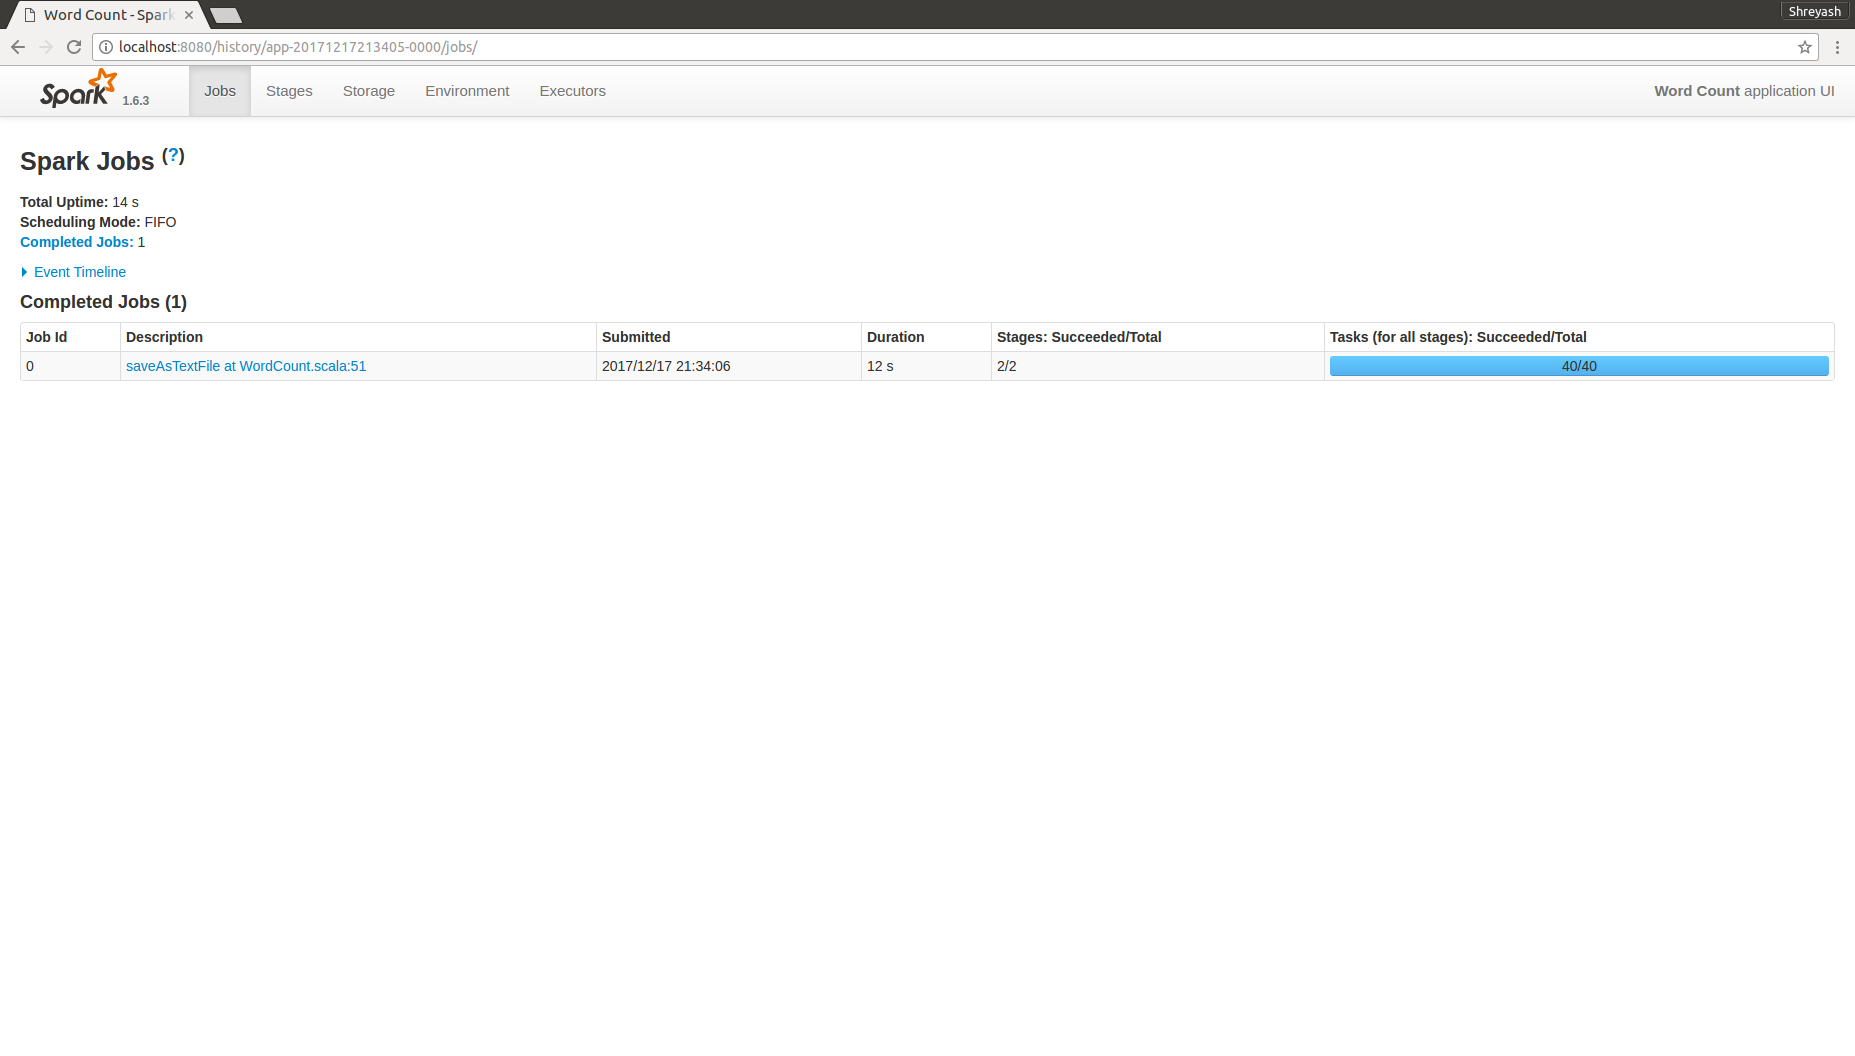 Word Count - Spark
Shreyash
localhost:8080/history/app-20171217213405-0000/jobs/
Spark 1.6.3 Jobs Stages Storage Environment Executors Word Count application UI
Spark Jobs (?)
Total Uptime: 14 s
Scheduling Mode: FIFO
Completed Jobs: 1
Event Timeline
Completed Jobs (1)
Job Id Description Submitted Duration Stages: Succeeded/Total Tasks (for all stages): Succeeded/Total
0 saveAsTextFile at WordCount.scala:51 2017/12/17 21:34:06 12 s 2/2 40/40